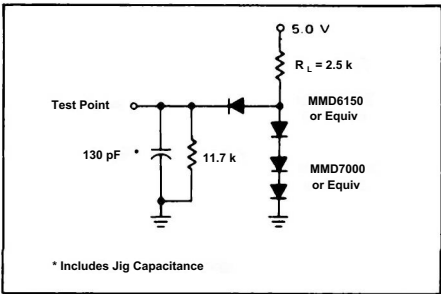 5.0 V
R L = 2.5 k
Test Point
MMD6150
or Equiv
130 pF *
11.7 k
MMD7000
or Equiv
* Includes Jig Capacitance